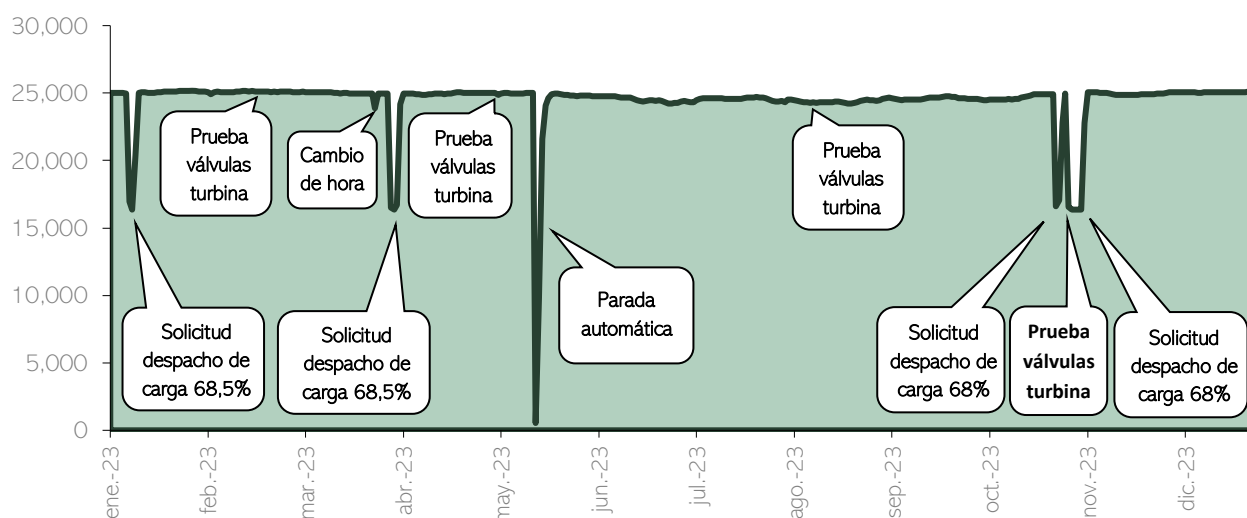 30,000
25,000
20,000
15,000
10,000
5,000
0
Prueba
válvulas
turbina
Cambio
de hora
Prueba
válvulas
turbina
Prueba
válvulas
turbina
Solicitud
despacho de
carga 68,5%
Solicitud
despacho de
carga 68,5%
Parada
automática
Solicitud
despacho de
carga 68%
Prueba
válvulas
turbina
Solicitud
despacho de
carga 68%
ene.-23
feb.-23
mar.-23
abr.-23
may.-23
jun.-23
jul.-23
ago.-23
sep.-23
oct.-23
nov.-23
dic.-23